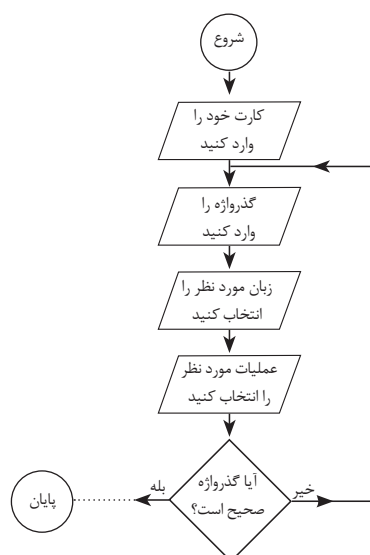 شروع
کارت خود را
وارد کنید
گذرواژه را
وارد کنید
زبان مورد نظر را
انتخاب کنید
عملیات مورد نظر
را انتخاب کنید
آیا گذرواژه
صحیح است؟
خیر
بله
پایان